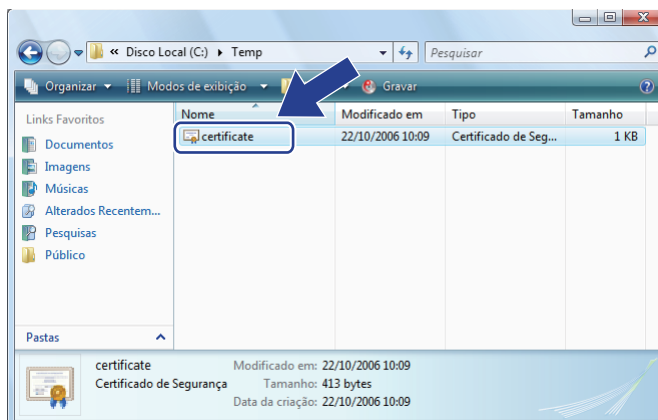 « Disco Local (C:) ▸ Temp
Pesquisar
Organizar
Modos de exibição
Gravar
Links Favoritos
Documentos
Imagens
Músicas
Alterados Recentem...
Pesquisas
Público
Pastas
Nome Modificado em Tipo Tamanho
certificate 22/10/2006 10:09 Certificado de Seg... 1 KB
certificate Modificado em: 22/10/2006 10:09
Certificado de Segurança Tamanho: 413 bytes
Data da criação: 22/10/2006 10:09